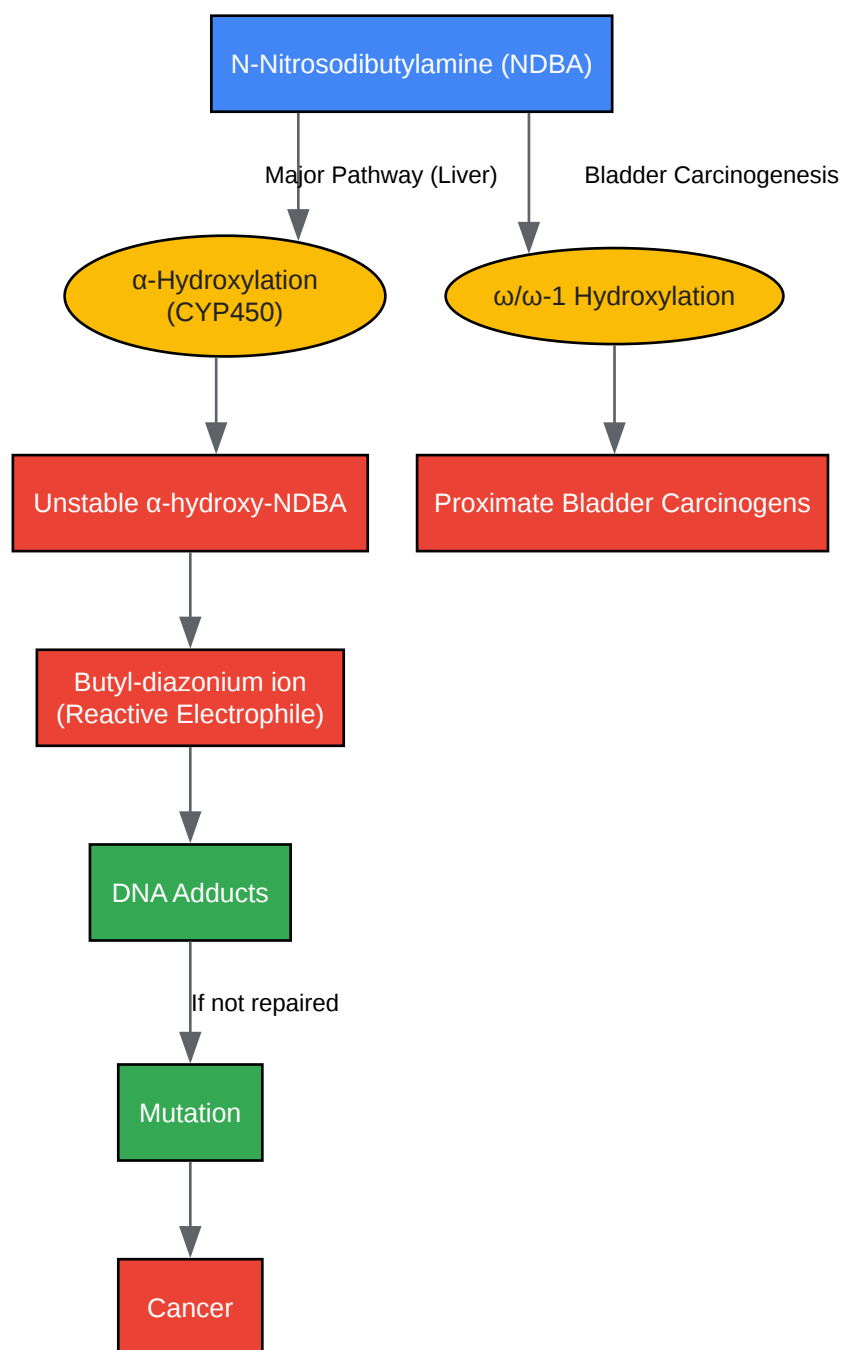 N-Nitrosodibutylamine (NDBA)
Major Pathway (Liver)
Bladder Carcinogenesis
α-Hydroxylation
(CYP450)
ω/ω-1 Hydroxylation
Unstable α-hydroxy-NDBA
Proximate Bladder Carcinogens
Butyl-diazonium ion
(Reactive Electrophile)
DNA Adducts
If not repaired
Mutation
Cancer